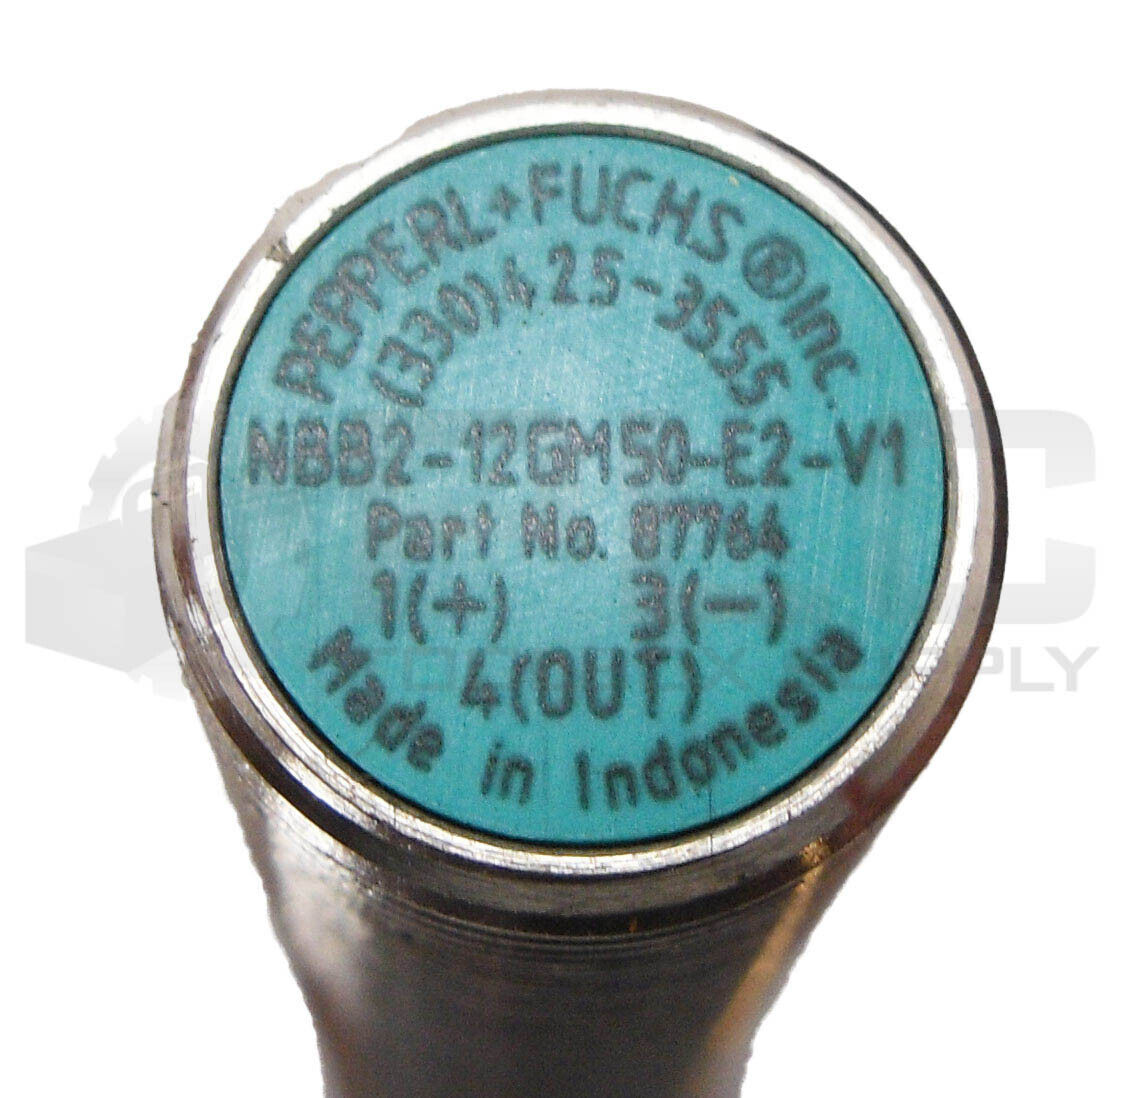 PEPPERL+FUCHS® Inc.
(330)425-3555
NBB2-12GM50-E2-V1
Part No. 87764
1(+) 3(-)
4(OUT)
Made in Indonesia